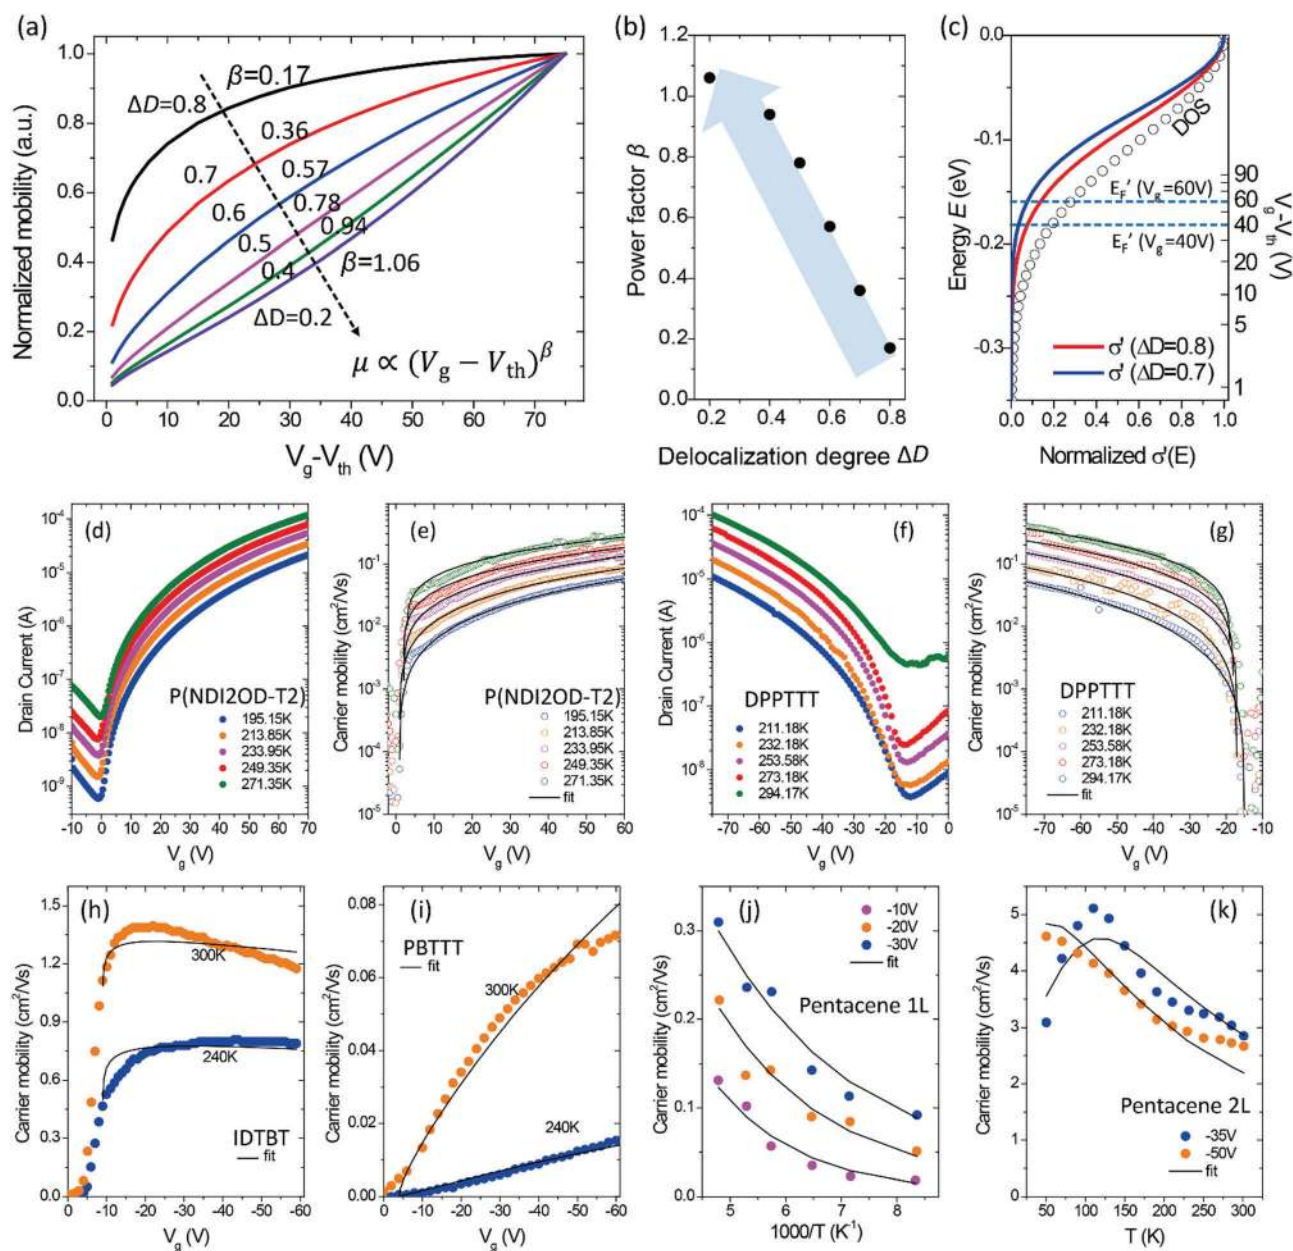 (a)
Normalized mobility (a.u.)
1.0
0.8
0.6
0.4
0.2
0.0
β=0.17
ΔD=0.8
0.36
0.7
0.57
0.6
0.78
0.5
0.94
0.4
β=1.06
ΔD=0.2
μ ∝ (Vg − Vth)^β
0 10 20 30 40 50 60 70
Vg-Vth (V)
(b)
Power factor β
1.2
1.0
0.8
0.6
0.4
0.2
0.0
0.2 0.4 0.6 0.8
Delocalization degree ΔD
(c)
Energy E (eV)
0.0
-0.1
-0.2
-0.3
DOS
EF' (Vg=60V)
EF' (Vg=40V)
90
60
40
20
10
5
1
Vg-Vth (V)
σ' (ΔD=0.8)
σ' (ΔD=0.7)
0.0 0.2 0.4 0.6 0.8 1.0
Normalized σ'(E)
(d)
Drain Current (A)
10-4
10-5
10-6
10-7
10-8
10-9
P(NDI2OD-T2)
195.15K
213.85K
233.95K
249.35K
271.35K
-10 0 10 20 30 40 50 60 70
Vg (V)
(e)
Carrier mobility (cm2/Vs)
10-1
10-2
10-3
10-4
10-5
P(NDI2OD-T2)
195.15K
213.85K
233.95K
249.35K
271.35K
fit
0 10 20 30 40 50 60
Vg (V)
(f)
Drain Current (A)
10-4
10-5
10-6
10-7
10-8
DPPTTT
211.18K
232.18K
253.58K
273.18K
294.17K
-70 -60 -50 -40 -30 -20 -10 0
Vg (V)
(g)
Carrier mobility (cm2/Vs)
10-1
10-2
10-3
10-4
10-5
DPPTTT
211.18K
232.18K
253.58K
273.18K
294.17K
fit
-70 -60 -50 -40 -30 -20 -10
Vg (V)
(h)
Carrier mobility (cm2/Vs)
1.5
1.2
0.9
0.6
0.3
0.0
300K
240K
IDTBT
fit
0 -10 -20 -30 -40 -50 -60
Vg (V)
(i)
Carrier mobility (cm2/Vs)
0.08
0.06
0.04
0.02
0.00
PBTTT
fit
300K
240K
0 -10 -20 -30 -40 -50 -60
Vg (V)
(j)
Carrier mobility (cm2/Vs)
0.3
0.2
0.1
0.0
-10V
-20V
-30V
fit
Pentacene 1L
5 6 7 8
1000/T (K-1)
(k)
Carrier mobility (cm2/Vs)
5
4
3
2
1
0
Pentacene 2L
-35V
-50V
fit
50 100 150 200 250 300
T (K)